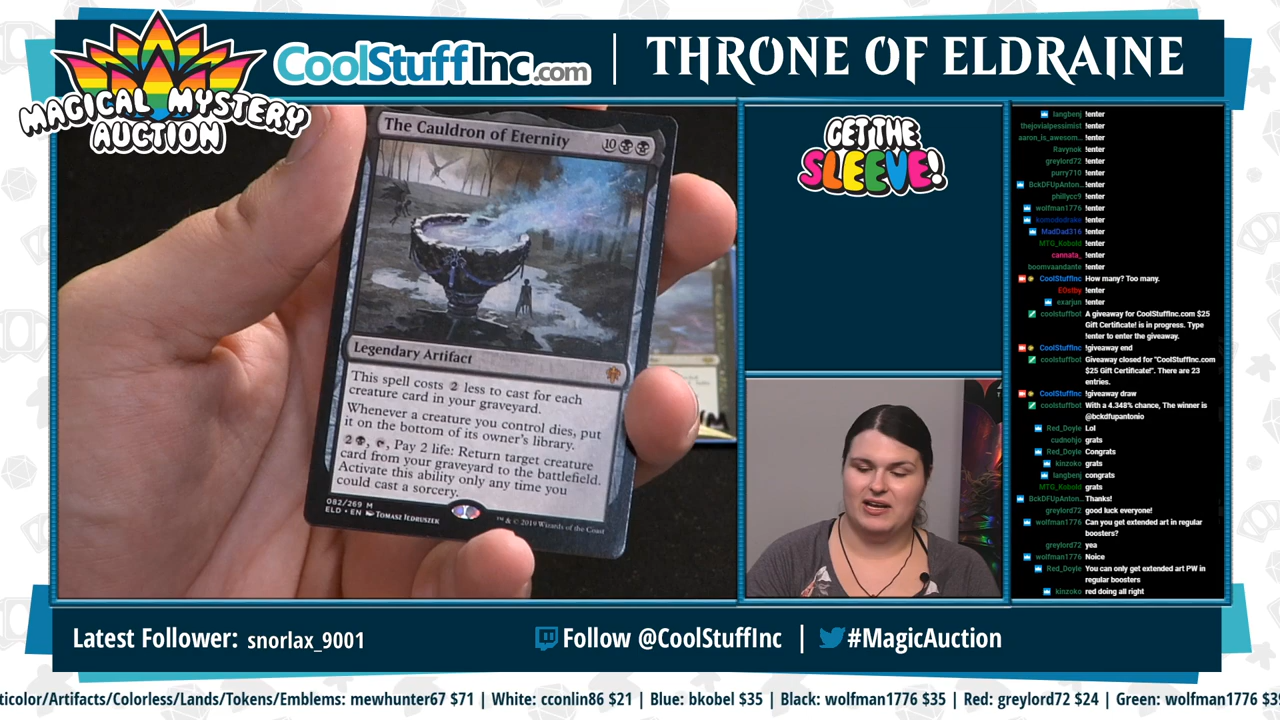 MAGICAL MYSTERY
AUCTION
CoolStuffInc.com
THRONE OF ELDRAINE
The Cauldron of Eternity
10
Legendary Artifact
This spell costs 2 less to cast for each
creature card in your graveyard.
Whenever a creature you control dies, put
it on the bottom of its owner's library.
2 , , Pay 2 life: Return target creature
card from your graveyard to the battlefield.
Activate this ability only any time you
could cast a sorcery.
082/269 M
ELD • EN TOMASZ JEDRUSZEK
™ & © 2019 Wizards of the Coast
GET THE
SLEEVE!
langbenj !enter
thejovialpessimist !enter
aaron_is_awesom... !enter
Ravynok !enter
greylord72 !enter
purry710 !enter
BckDFUpAnton... !enter
phillycc9 !enter
wolfman1776 !enter
komododrake !enter
MadDad316 !enter
MTG_Kobold !enter
cannata_ !enter
boomvaandante !enter
CoolStuffInc How many? Too many.
EOstby !enter
exarjun !enter
coolstuffbot A giveaway for CoolStuffInc.com $25
Gift Certificate! is in progress. Type
!enter to enter the giveaway.
CoolStuffInc !giveaway end
coolstuffbot Giveaway closed for "CoolStuffInc.com
$25 Gift Certificate!". There are 23
entries.
CoolStuffInc !giveaway draw
coolstuffbot With a 4.348% chance, The winner is
@bckdfupantonio
Red_Doyle Lol
cudnohjo grats
Red_Doyle Congrats
kinzoko grats
langbenj congrats
MTG_Kobold grats
BckDFUpAnton... Thanks!
greylord72 good luck everyone!
wolfman1776 Can you get extended art in regular
boosters?
greylord72 yea
wolfman1776 Noice
Red_Doyle You can only get extended art PW in
regular boosters
kinzoko red doing all right
Latest Follower: snorlax_9001
Follow @CoolStuffInc | #MagicAuction
ticolor/Artifacts/Colorless/Lands/Tokens/Emblems: mewhunter67 $71 | White: cconlin86 $21 | Blue: bkobel $35 | Black: wolfman1776 $35 | Red: greylord72 $24 | Green: wolfman1776 $39